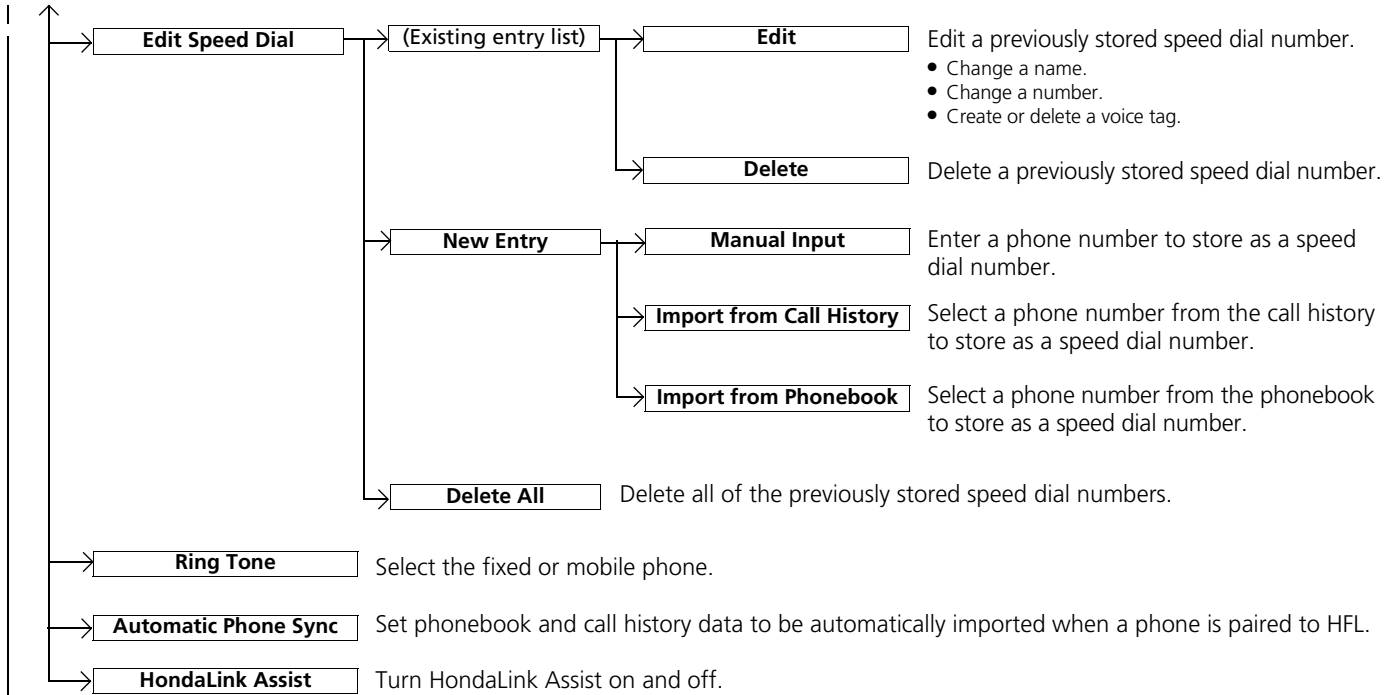 Edit Speed Dial
(Existing entry list)
Edit
Edit a previously stored speed dial number.
• Change a name.
• Change a number.
• Create or delete a voice tag.
Delete
Delete a previously stored speed dial number.
New Entry
Manual Input
Enter a phone number to store as a speed
dial number.
Import from Call History
Select a phone number from the call history
to store as a speed dial number.
Import from Phonebook
Select a phone number from the phonebook
to store as a speed dial number.
Delete All
Delete all of the previously stored speed dial numbers.
Ring Tone
Select the fixed or mobile phone.
Automatic Phone Sync
Set phonebook and call history data to be automatically imported when a phone is paired to HFL.
HondaLink Assist
Turn HondaLink Assist on and off.